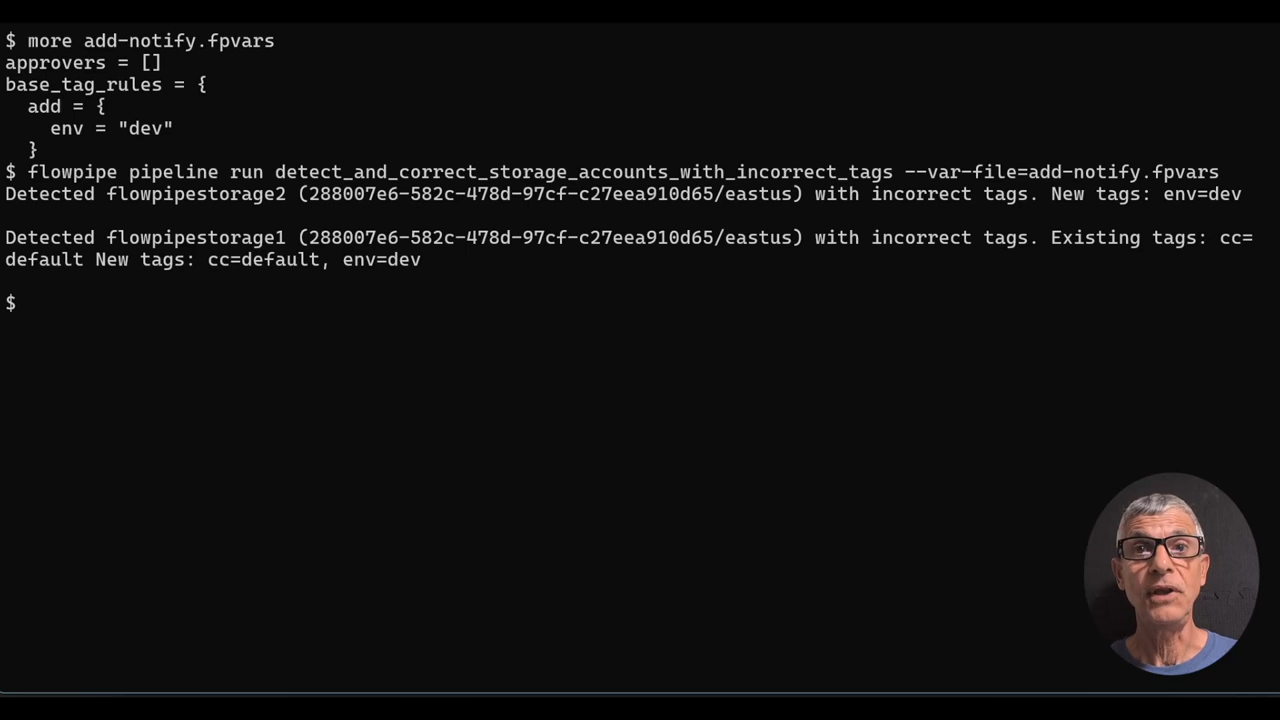 $ more add-notify.fpvars
approvers = []
base_tag_rules = {
  add = {
    env = "dev"
  }
$ flowpipe pipeline run detect_and_correct_storage_accounts_with_incorrect_tags --var-file=add-notify.fpvars
Detected flowpipestorage2 (288007e6-582c-478d-97cf-c27eea910d65/eastus) with incorrect tags. New tags: env=dev
Detected flowpipestorage1 (288007e6-582c-478d-97cf-c27eea910d65/eastus) with incorrect tags. Existing tags: cc=
default New tags: cc=default, env=dev
$